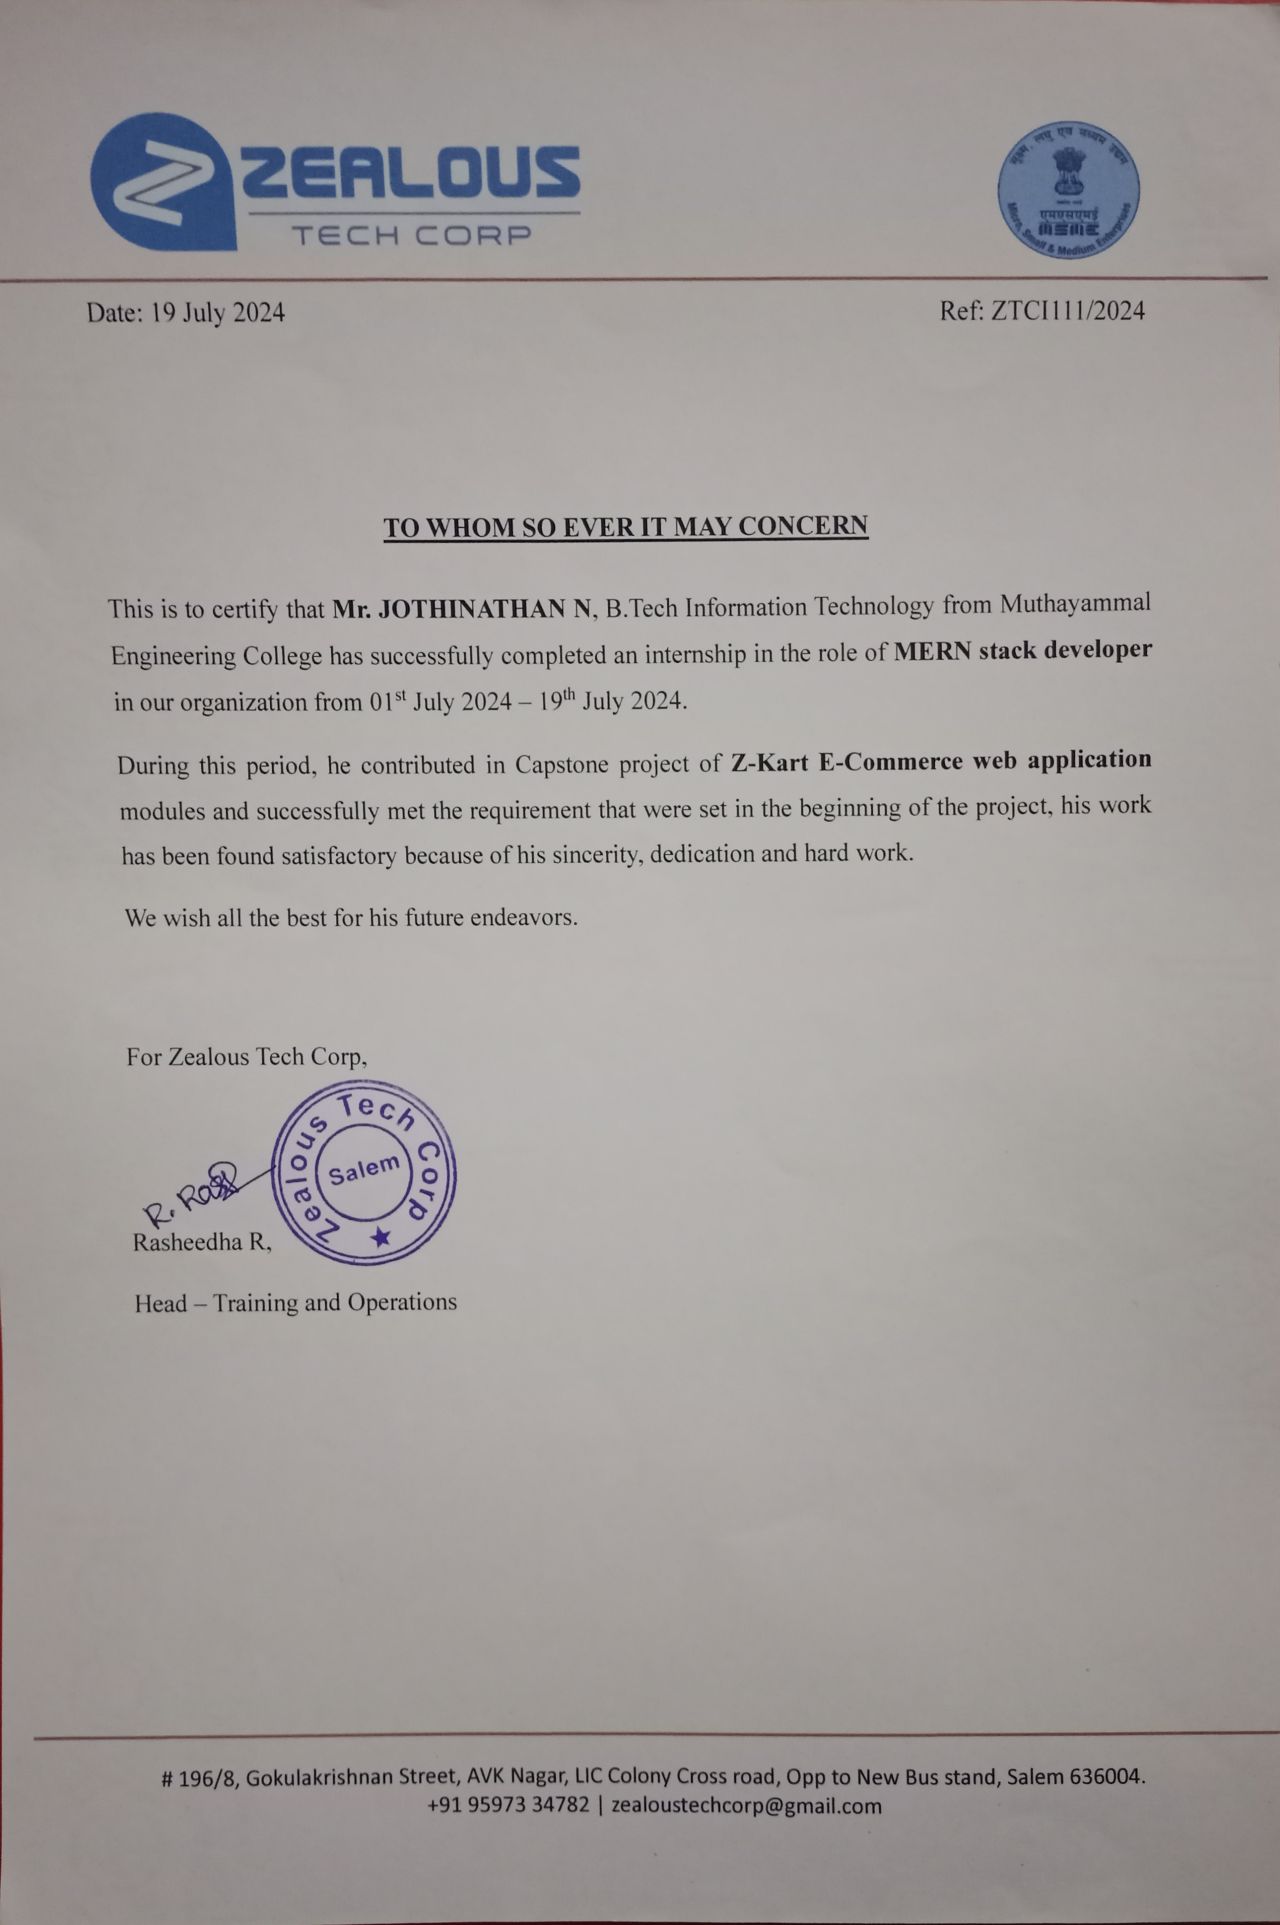 ZEALOUS
TECH CORP
सूक्ष्म, लघु एवं मध्यम उद्यम
एमएसएमई
MSME
Micro, Small & Medium Enterprises
Date: 19 July 2024
Ref: ZTCI111/2024
TO WHOM SO EVER IT MAY CONCERN
This is to certify that Mr. JOTHINATHAN N, B.Tech Information Technology from Muthayammal
Engineering College has successfully completed an internship in the role of MERN stack developer
in our organization from 01st July 2024 – 19th July 2024.
During this period, he contributed in Capstone project of Z-Kart E-Commerce web application
modules and successfully met the requirement that were set in the beginning of the project, his work
has been found satisfactory because of his sincerity, dedication and hard work.
We wish all the best for his future endeavors.
For Zealous Tech Corp,
Zealous Tech Corp
Salem
R.
Rasheedha R,
Head – Training and Operations
# 196/8, Gokulakrishnan Street, AVK Nagar, LIC Colony Cross road, Opp to New Bus stand, Salem 636004.
+91 95973 34782 | zealoustechcorp@gmail.com